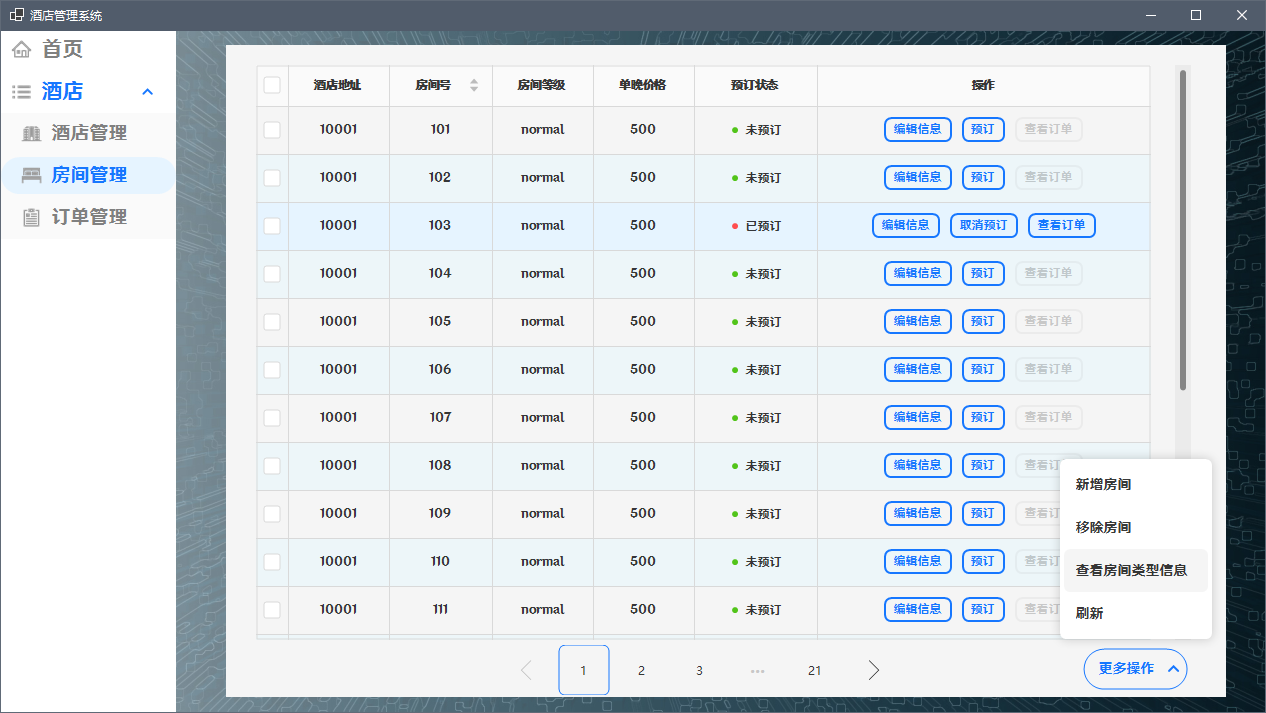 酒店管理系统
首页
酒店
酒店管理
房间管理
订单管理
酒店地址 房间号 房间等级 单晚价格 预订状态 操作
10001 101 normal 500 未预订 编辑信息 预订 查看订单
10001 102 normal 500 未预订 编辑信息 预订 查看订单
10001 103 normal 500 已预订 编辑信息 取消预订 查看订单
10001 104 normal 500 未预订 编辑信息 预订 查看订单
10001 105 normal 500 未预订 编辑信息 预订 查看订单
10001 106 normal 500 未预订 编辑信息 预订 查看订单
10001 107 normal 500 未预订 编辑信息 预订 查看订单
10001 108 normal 500 未预订 编辑信息 预订 查看订
10001 109 normal 500 未预订 编辑信息 预订 查看订
10001 110 normal 500 未预订 编辑信息 预订 查看订
10001 111 normal 500 未预订 编辑信息 预订 查看订
新增房间
移除房间
查看房间类型信息
刷新
1 2 3 ••• 21
更多操作